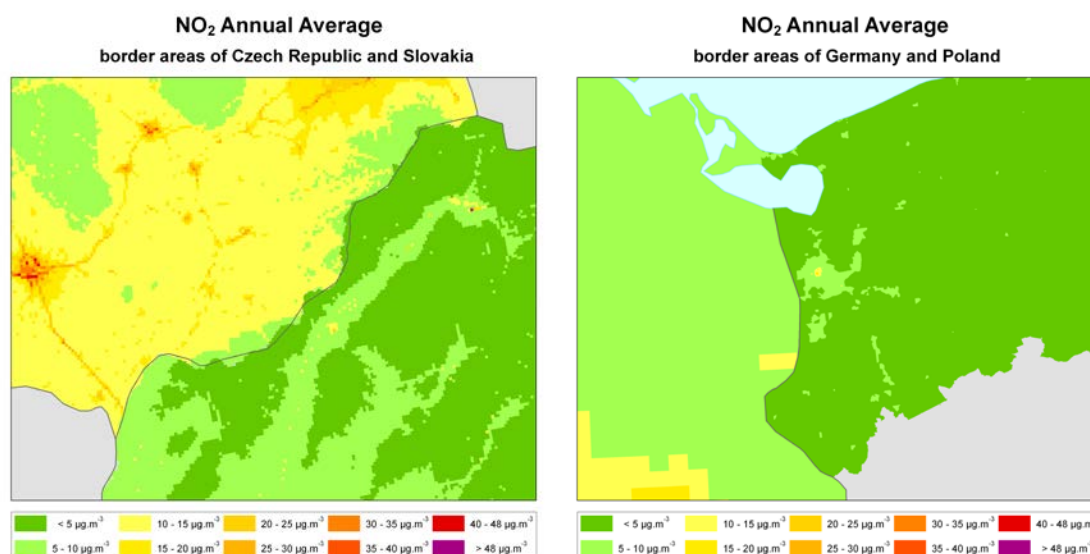 NO₂ Annual Average
border areas of Czech Republic and Slovakia
< 5 µg.m⁻³ 10 - 15 µg.m⁻³ 20 - 25 µg.m⁻³ 30 - 35 µg.m⁻³ 40 - 48 µg.m⁻³
5 - 10 µg.m⁻³ 15 - 20 µg.m⁻³ 25 - 30 µg.m⁻³ 35 - 40 µg.m⁻³ > 48 µg.m⁻³
NO₂ Annual Average
border areas of Germany and Poland
< 5 µg.m⁻³ 10 - 15 µg.m⁻³ 20 - 25 µg.m⁻³ 30 - 35 µg.m⁻³ 40 - 48 µg.m⁻³
5 - 10 µg.m⁻³ 15 - 20 µg.m⁻³ 25 - 30 µg.m⁻³ 35 - 40 µg.m⁻³ > 48 µg.m⁻³